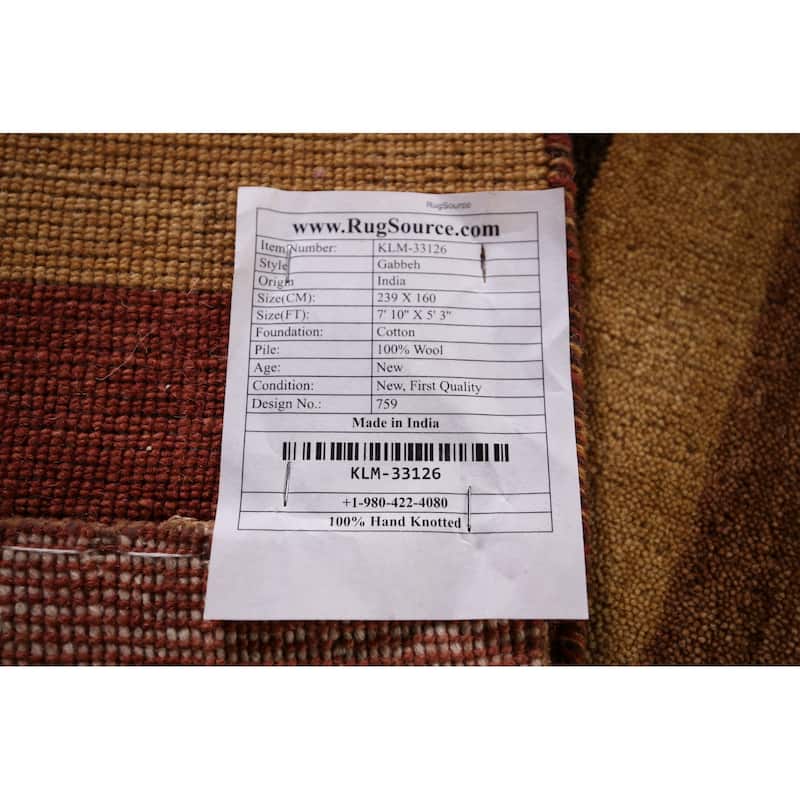 RugSource
www.RugSource.com
Item Number: KLM-33126
Style Gabbeh
Origin India
Size(CM): 239 X 160
Size(FT): 7' 10" X 5' 3"
Foundation: Cotton
Pile: 100% Wool
Age: New
Condition: New, First Quality
Design No.: 759
Made in India
KLM-33126
+1-980-422-4080
100% Hand Knotted